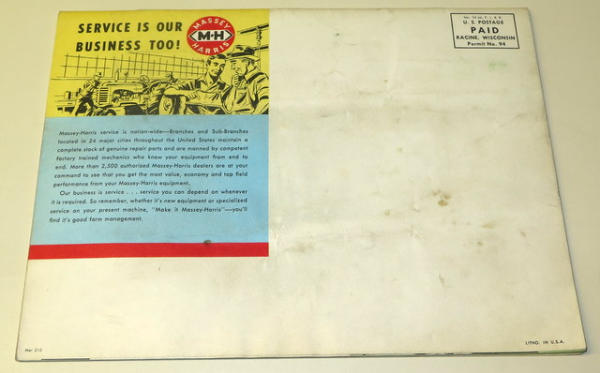 SERVICE IS OUR
BUSINESS TOO!
MASSEY
M-H
HARRIS
U. S. POSTAGE
PAID
RACINE, WISCONSIN
Permit No. 94
Massey-Harris service is nation-wide—Branches and Sub-Branches
located in 24 major cities throughout the United States maintain a
complete stock of genuine repair parts and are manned by competent
factory trained mechanics who know your equipment from end to
end. More than 2,500 authorized Massey-Harris dealers are at your
command to see that you get the most value, economy and top field
performance from your Massey-Harris equipment.
Our business is service . . . service you can depend on whenever
it is required. So remember, whether it's new equipment or specialized
service on your present machine, "Make it Massey-Harris"—you'll
find it's good farm management.
LITHO. IN U.S.A.